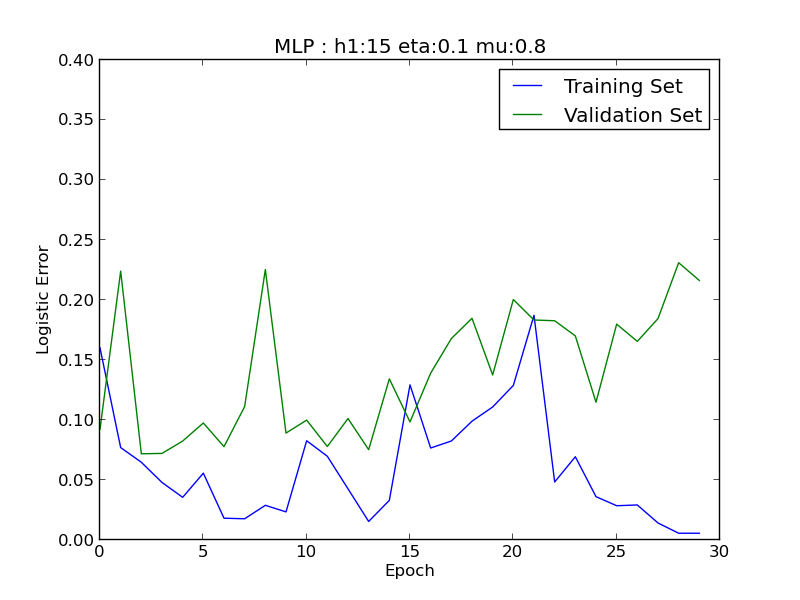 MLP : h1:15 eta:0.1 mu:0.8
Training Set
Validation Set
0.40
0.35
0.30
0.25
0.20
0.15
0.10
0.05
0.00
Logistic Error
0 5 10 15 20 25 30
Epoch